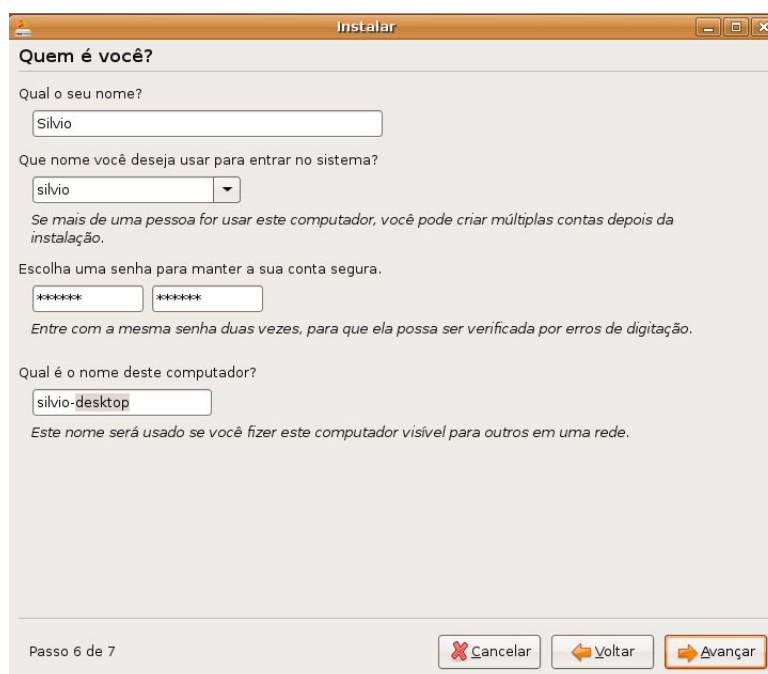 Instalar
Quem é você?
Qual o seu nome?
Silvio
Que nome você deseja usar para entrar no sistema?
silvio
Se mais de uma pessoa for usar este computador, você pode criar múltiplas contas depois da
instalação.
Escolha uma senha para manter a sua conta segura.
****** ******
Entre com a mesma senha duas vezes, para que ela possa ser verificada por erros de digitação.
Qual é o nome deste computador?
silvio-desktop
Este nome será usado se você fizer este computador visível para outros em uma rede.
Passo 6 de 7 Cancelar Voltar Avançar